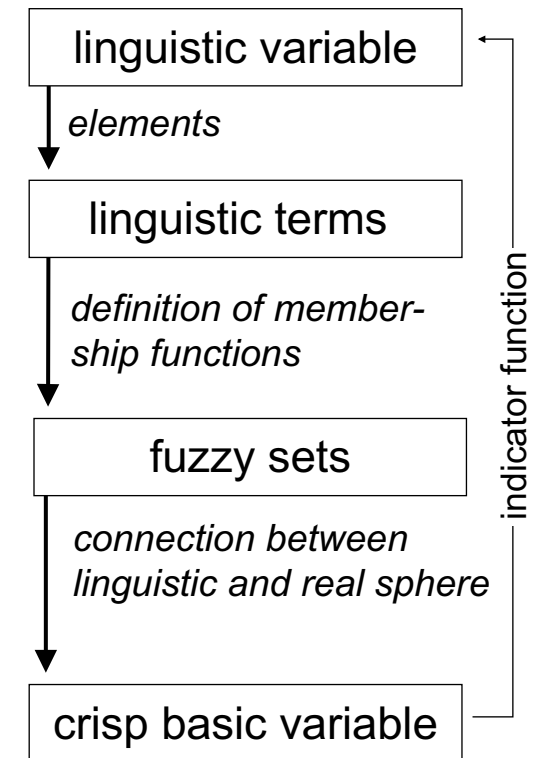 linguistic variable
elements
linguistic terms
definition of member-
ship functions
fuzzy sets
connection between
linguistic and real sphere
crisp basic variable
indicator function